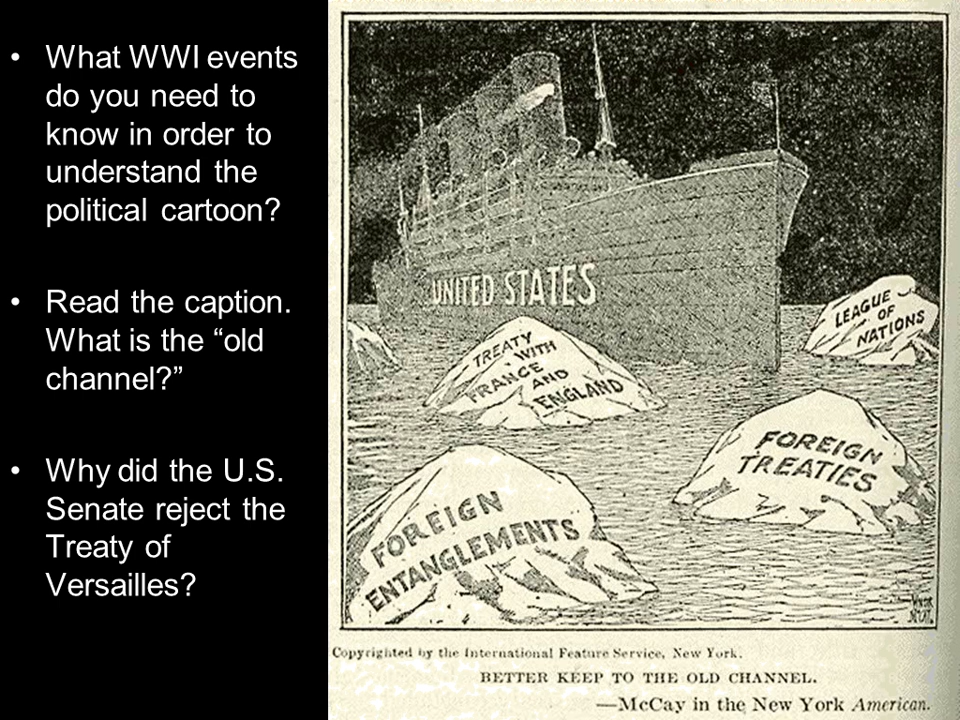 • What WWI events
do you need to
know in order to
understand the
political cartoon?
• Read the caption.
What is the “old
channel?”
• Why did the U.S.
Senate reject the
Treaty of
Versailles?
UNITED STATES
LEAGUE
OF
NATIONS
TREATY
WITH
FRANCE
AND
ENGLAND
FOREIGN
TREATIES
FOREIGN
ENTANGLEMENTS
Copyrighted by the International Feature Service, New York.
BETTER KEEP TO THE OLD CHANNEL.
—McCay in the New York American.